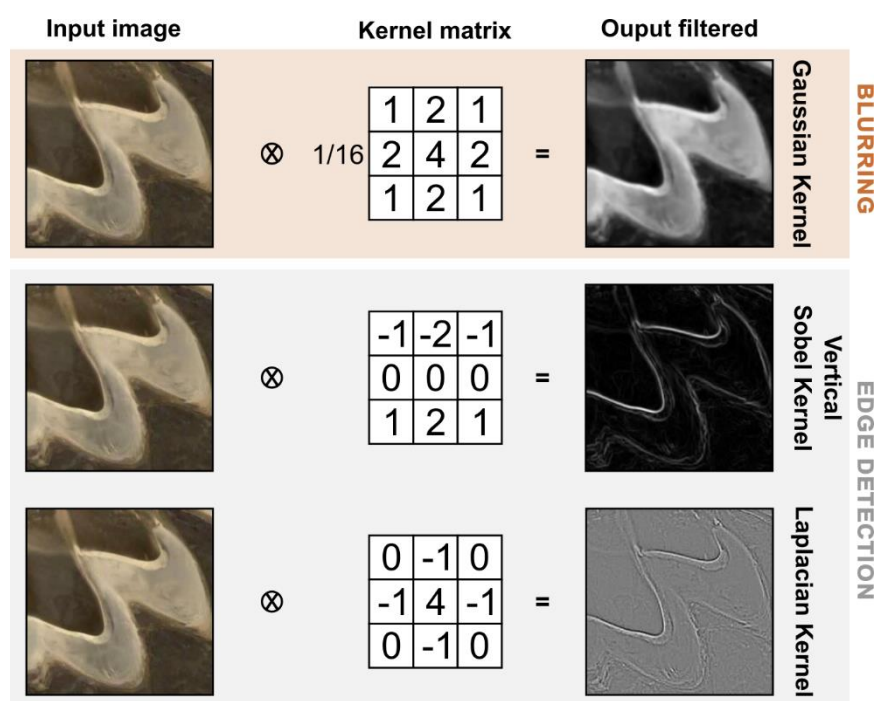 Input image Kernel matrix Ouput filtered
1 2 1
⊗ 1/16 2 4 2 =
1 2 1
Gaussian Kernel
BLURRING
-1 -2 -1
⊗ 0 0 0 =
1 2 1
Vertical
Sobel Kernel
EDGE DETECTION
0 -1 0
⊗ -1 4 -1 =
0 -1 0
Laplacian Kernel